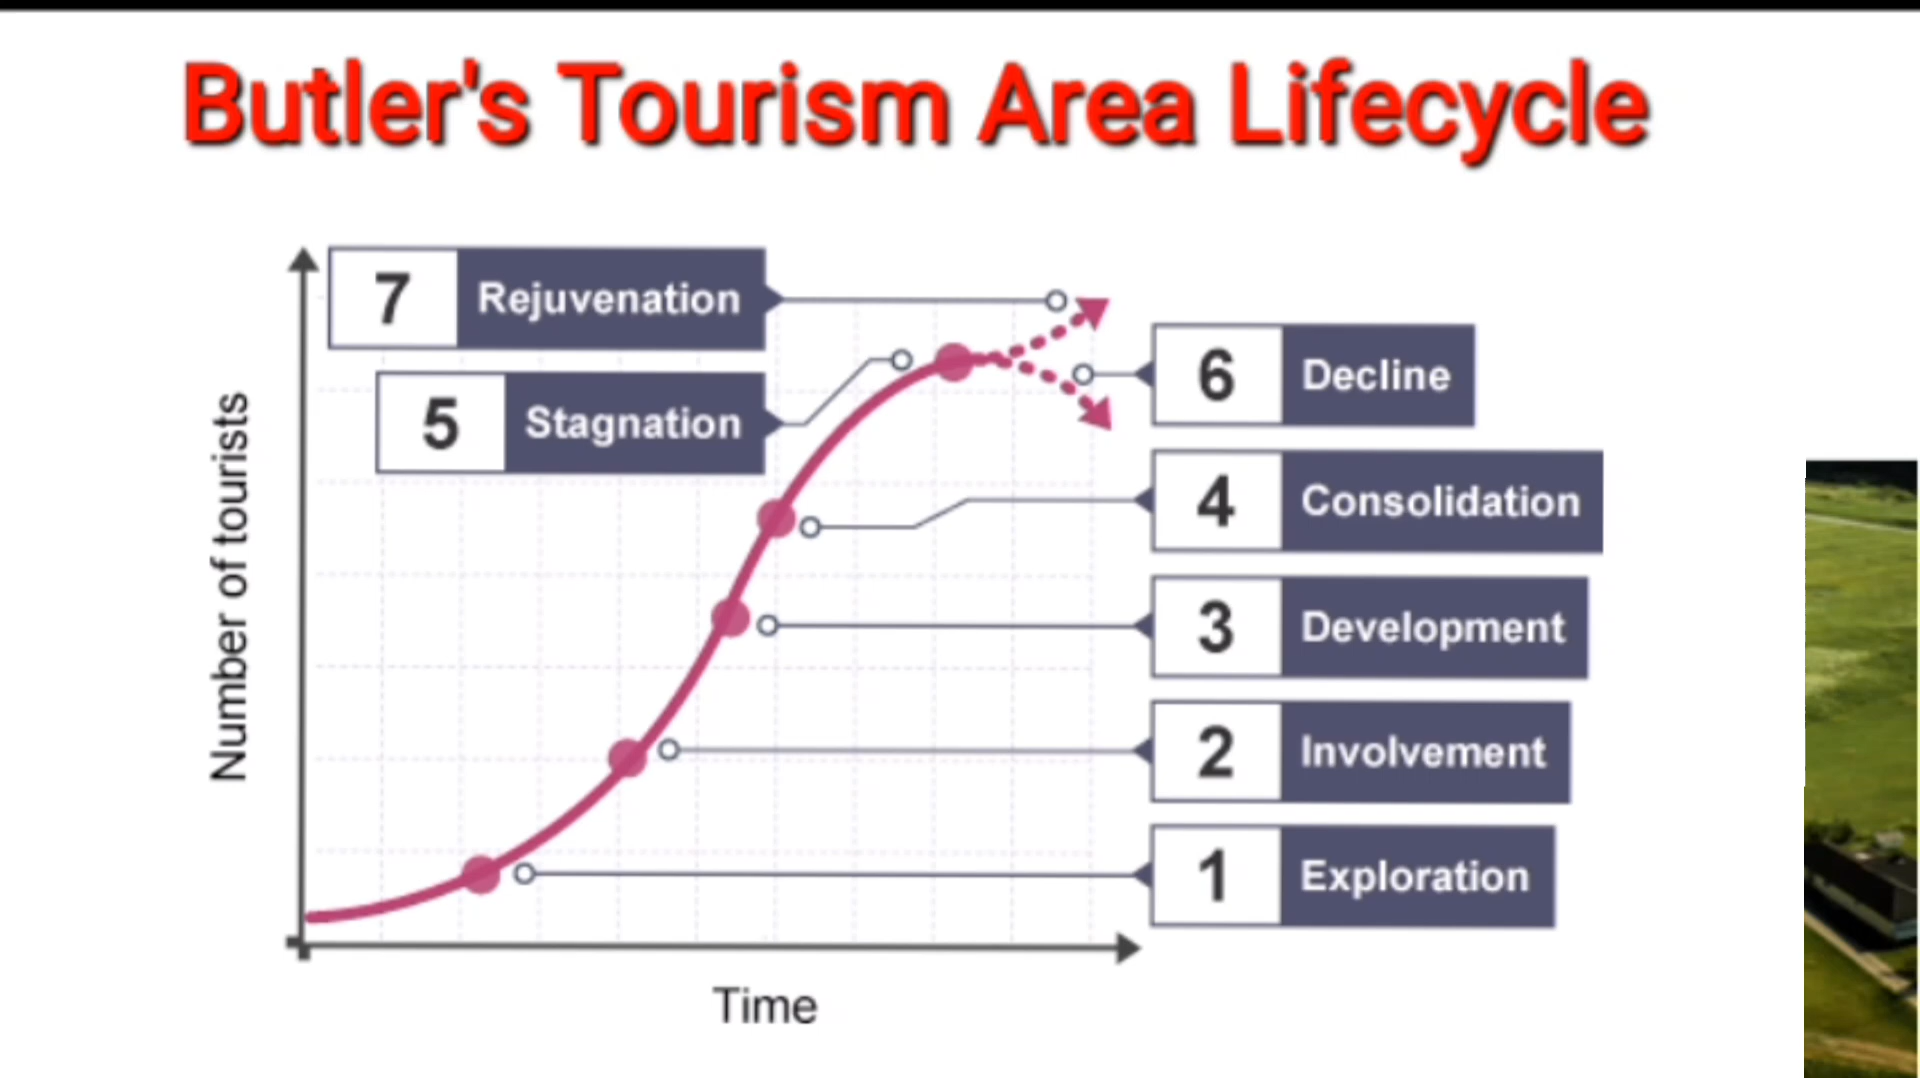 Butler's Tourism Area Lifecycle
7 Rejuvenation
5 Stagnation
6 Decline
4 Consolidation
3 Development
2 Involvement
1 Exploration
Number of tourists
Time